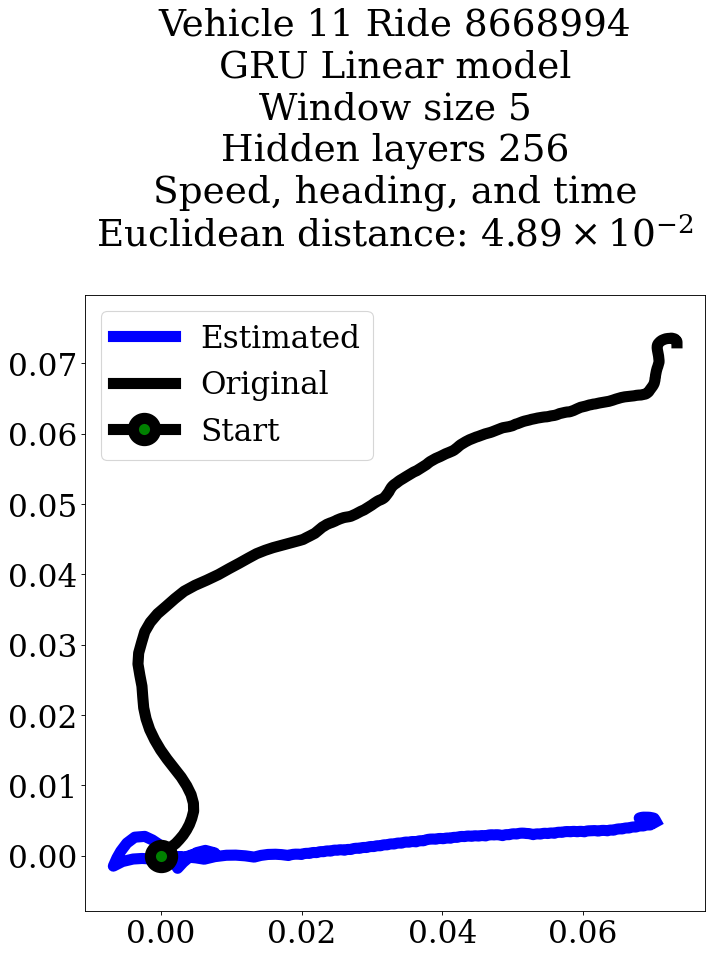 Vehicle 11 Ride 8668994
GRU Linear model
Window size 5
Hidden layers 256
Speed, heading, and time
Euclidean distance: 4.89 × 10⁻²
Estimated
Original
Start
0.07
0.06
0.05
0.04
0.03
0.02
0.01
0.00
0.00 0.02 0.04 0.06